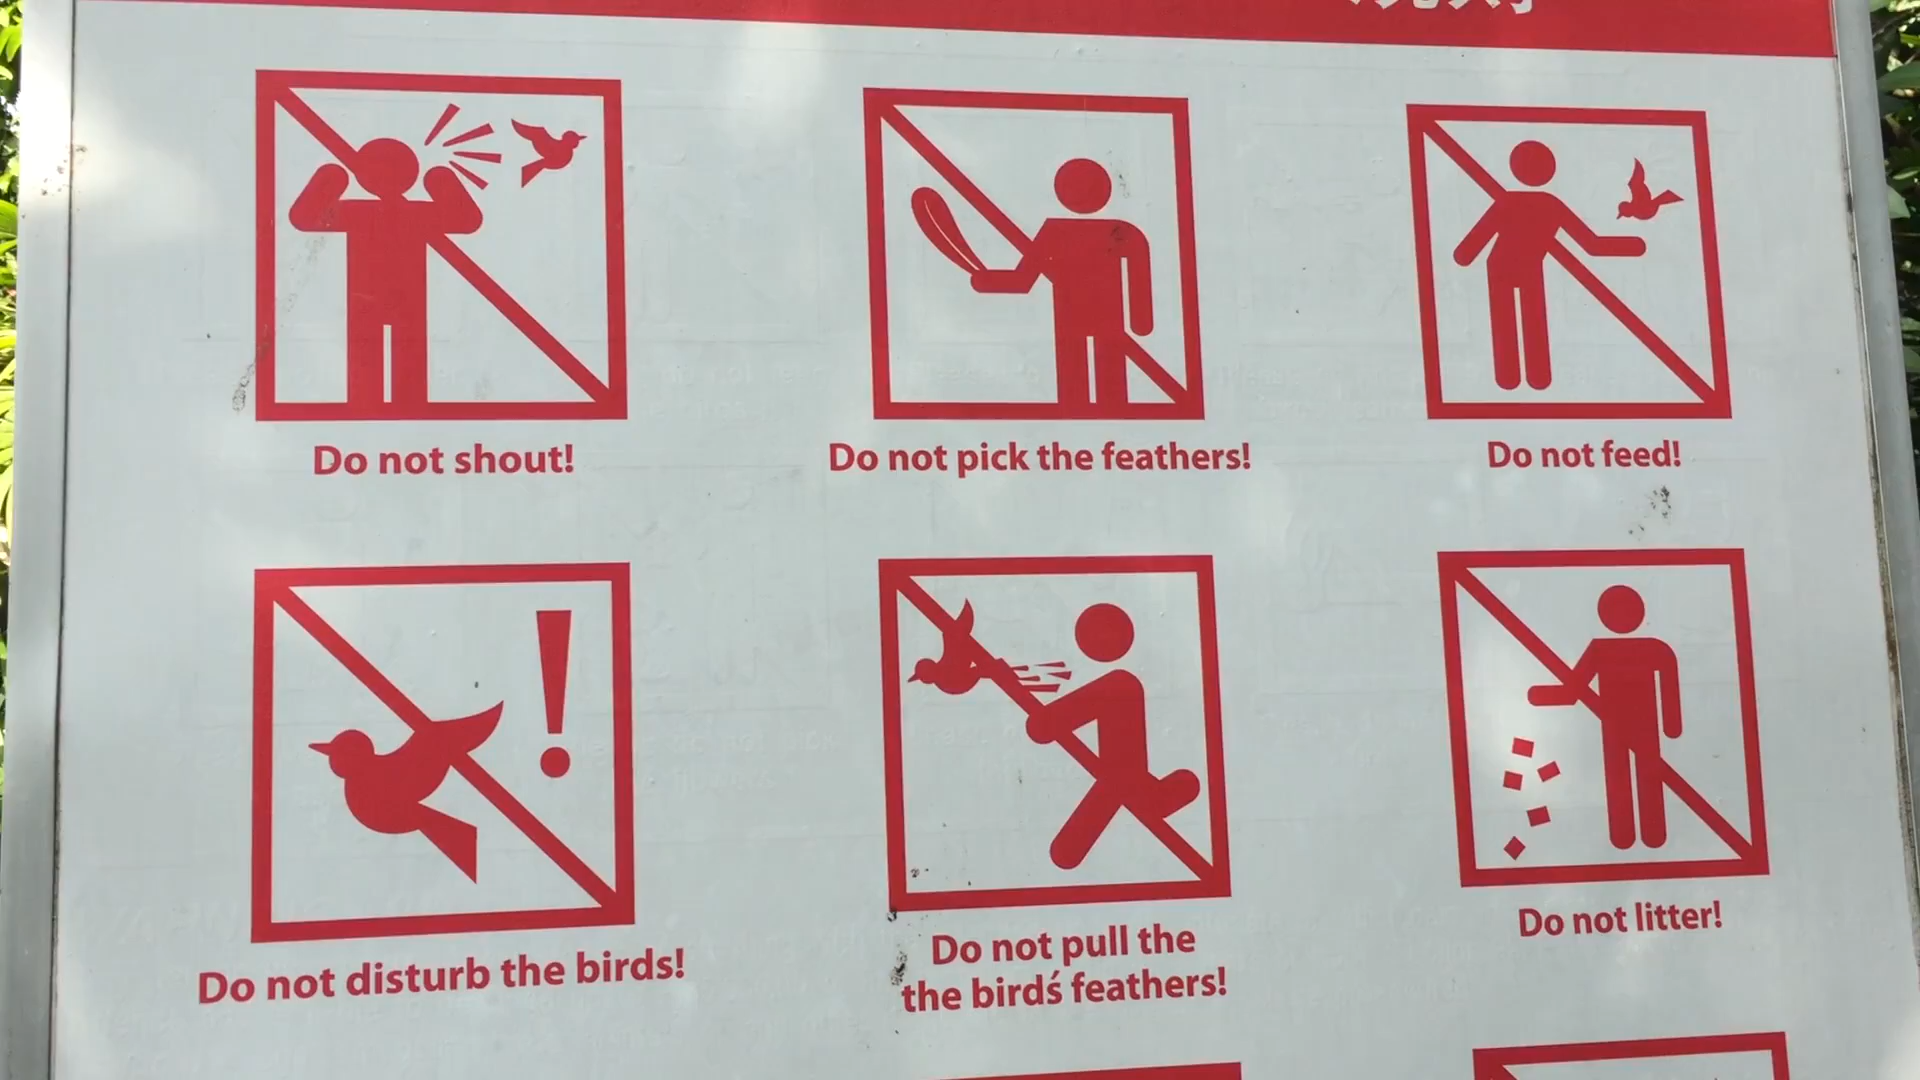 Do not shout!
Do not pick the feathers!
Do not feed!
Do not disturb the birds!
Do not pull the
the birdś feathers!
Do not litter!